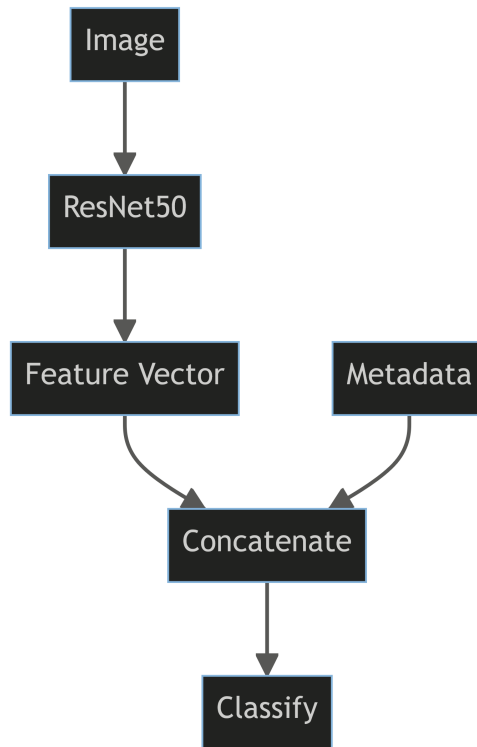 Image
ResNet50
Feature Vector
Metadata
Concatenate
Classify